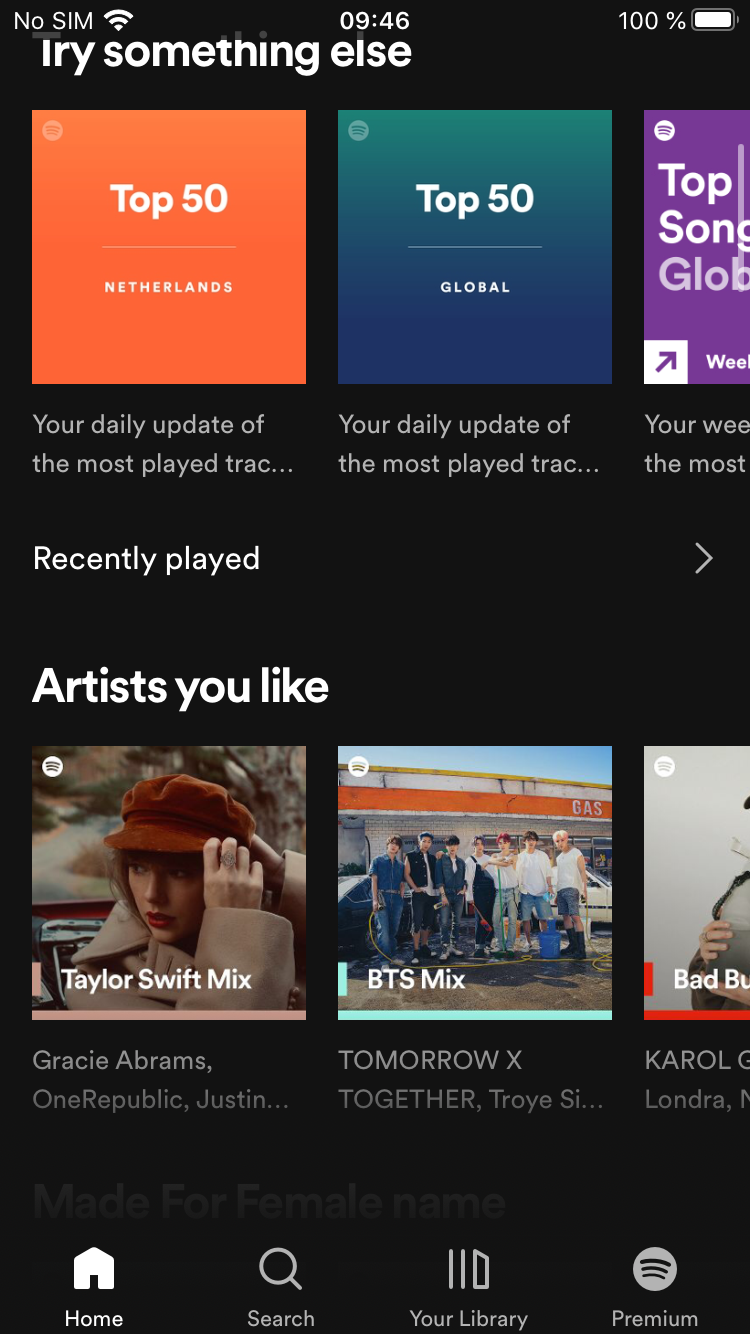 No SIM 09:46 100 %
Try something else
Top 50
NETHERLANDS
Top 50
GLOBAL
Top
Song
Glob
Week
Your daily update of
the most played trac...
Your daily update of
the most played trac...
Your wee
the most
Recently played
Artists you like
Taylor Swift Mix
GAS
BTS Mix
Bad Bu
Gracie Abrams,
OneRepublic, Justin...
TOMORROW X
TOGETHER, Troye Si...
KAROL G
Londra, N
Made For Female name
Home
Search
Your Library
Premium